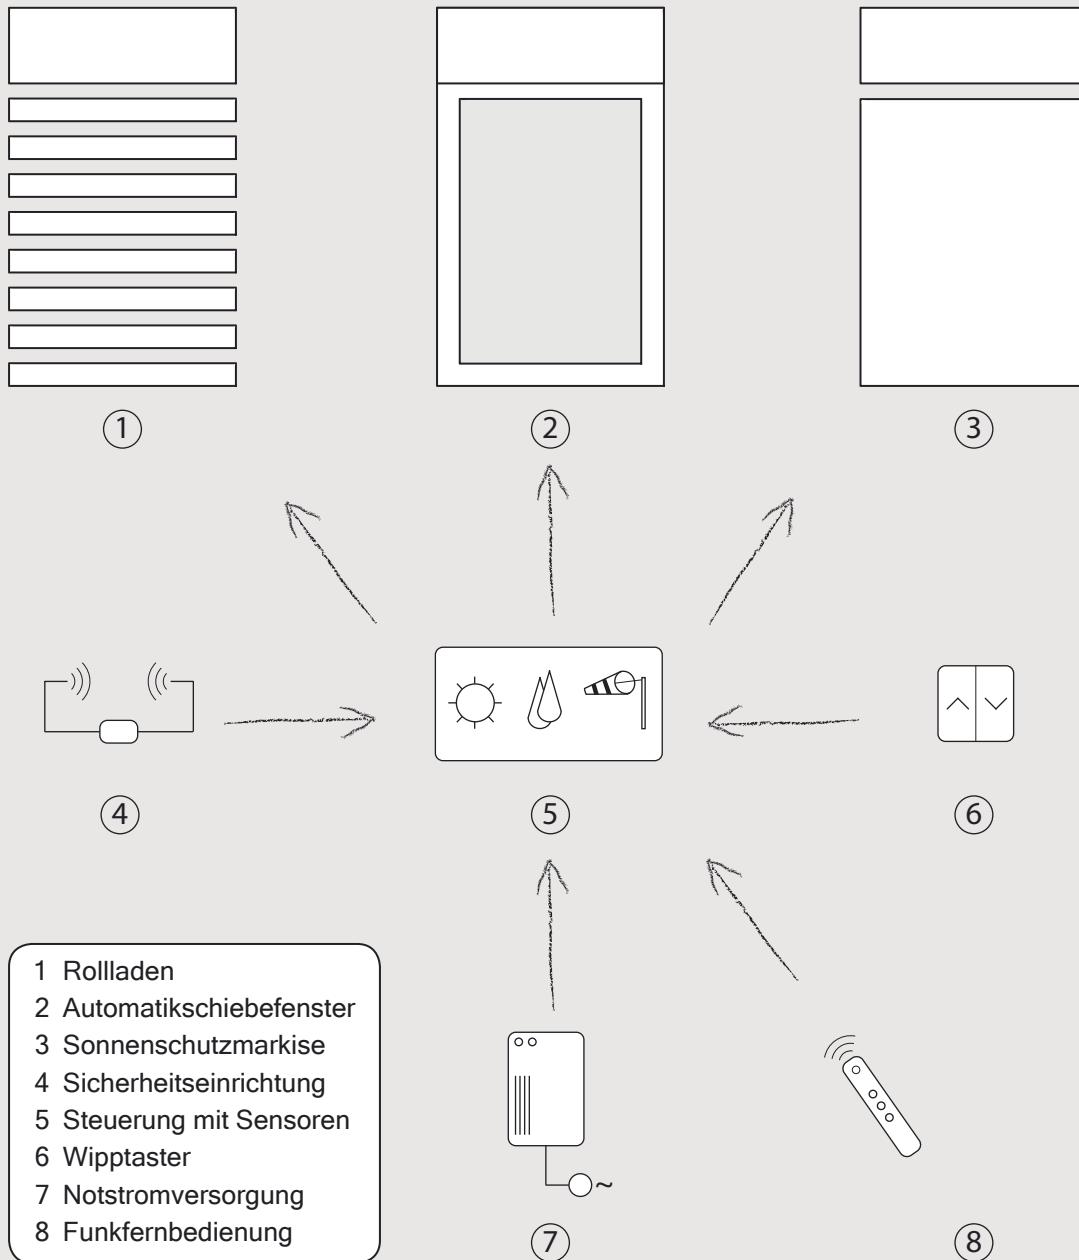 1 2 3
4 5 6
1 Rollladen
2 Automatikschiebefenster
3 Sonnenschutzmarkise
4 Sicherheitseinrichtung
5 Steuerung mit Sensoren
6 Wipptaster
7 Notstromversorgung
8 Funkfernbedienung
~
7 8